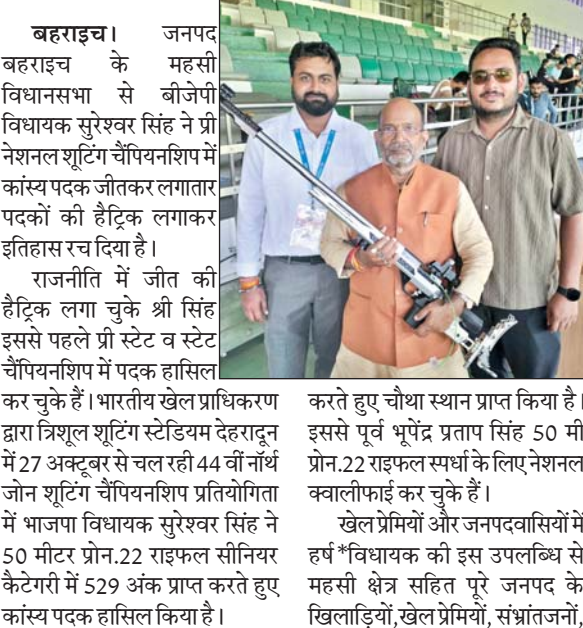 बहराइच। जनपद
बहराइच के महसी
विधानसभा से बीजेपी
विधायक सुरेश्वर सिंह ने प्री
नेशनल शूटिंग चैंपियनशिप में
कांस्य पदक जीतकर लगातार
पदकों की हैट्रिक लगाकर
इतिहास रच दिया है।
राजनीति में जीत की
हैट्रिक लगा चुके श्री सिंह
इससे पहले प्री स्टेट व स्टेट
चैंपियनशिप में पदक हासिल
कर चुके हैं। भारतीय खेल प्राधिकरण
द्वारा त्रिशूल शूटिंग स्टेडियम देहरादून
में 27 अक्टूबर से चल रही 44 वीं नॉर्थ
जोन शूटिंग चैंपियनशिप प्रतियोगिता
में भाजपा विधायक सुरेश्वर सिंह ने
50 मीटर प्रोन.22 राइफल सीनियर
कैटेगरी में 529 अंक प्राप्त करते हुए
कांस्य पदक हासिल किया है।
करते हुए चौथा स्थान प्राप्त किया है।
इससे पूर्व भूपेंद्र प्रताप सिंह 50 मी
प्रोन.22 राइफल स्पर्धा के लिए नेशनल
क्वालीफाई कर चुके हैं।
खेल प्रेमियों और जनपदवासियों में
हर्ष *विधायक की इस उपलब्धि से
महसी क्षेत्र सहित पूरे जनपद के
खिलाड़ियों, खेल प्रेमियों, संभ्रांतजनों,